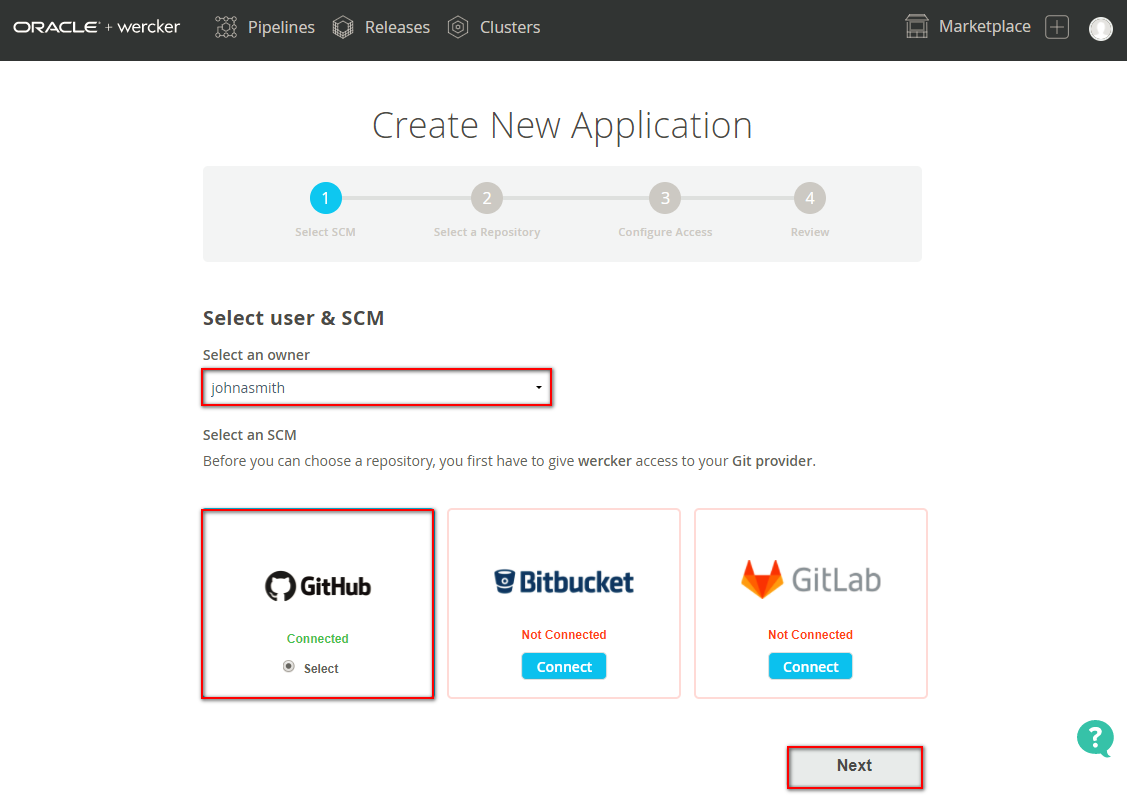 ORACLE + wercker Pipelines Releases Clusters Marketplace
Create New Application
1 2 3 4
Select SCM Select a Repository Configure Access Review
Select user & SCM
Select an owner
johnasmith
Select an SCM
Before you can choose a repository, you first have to give wercker access to your Git provider.
GitHub Bitbucket GitLab
Connected Not Connected Not Connected
Select Connect Connect
?
Next